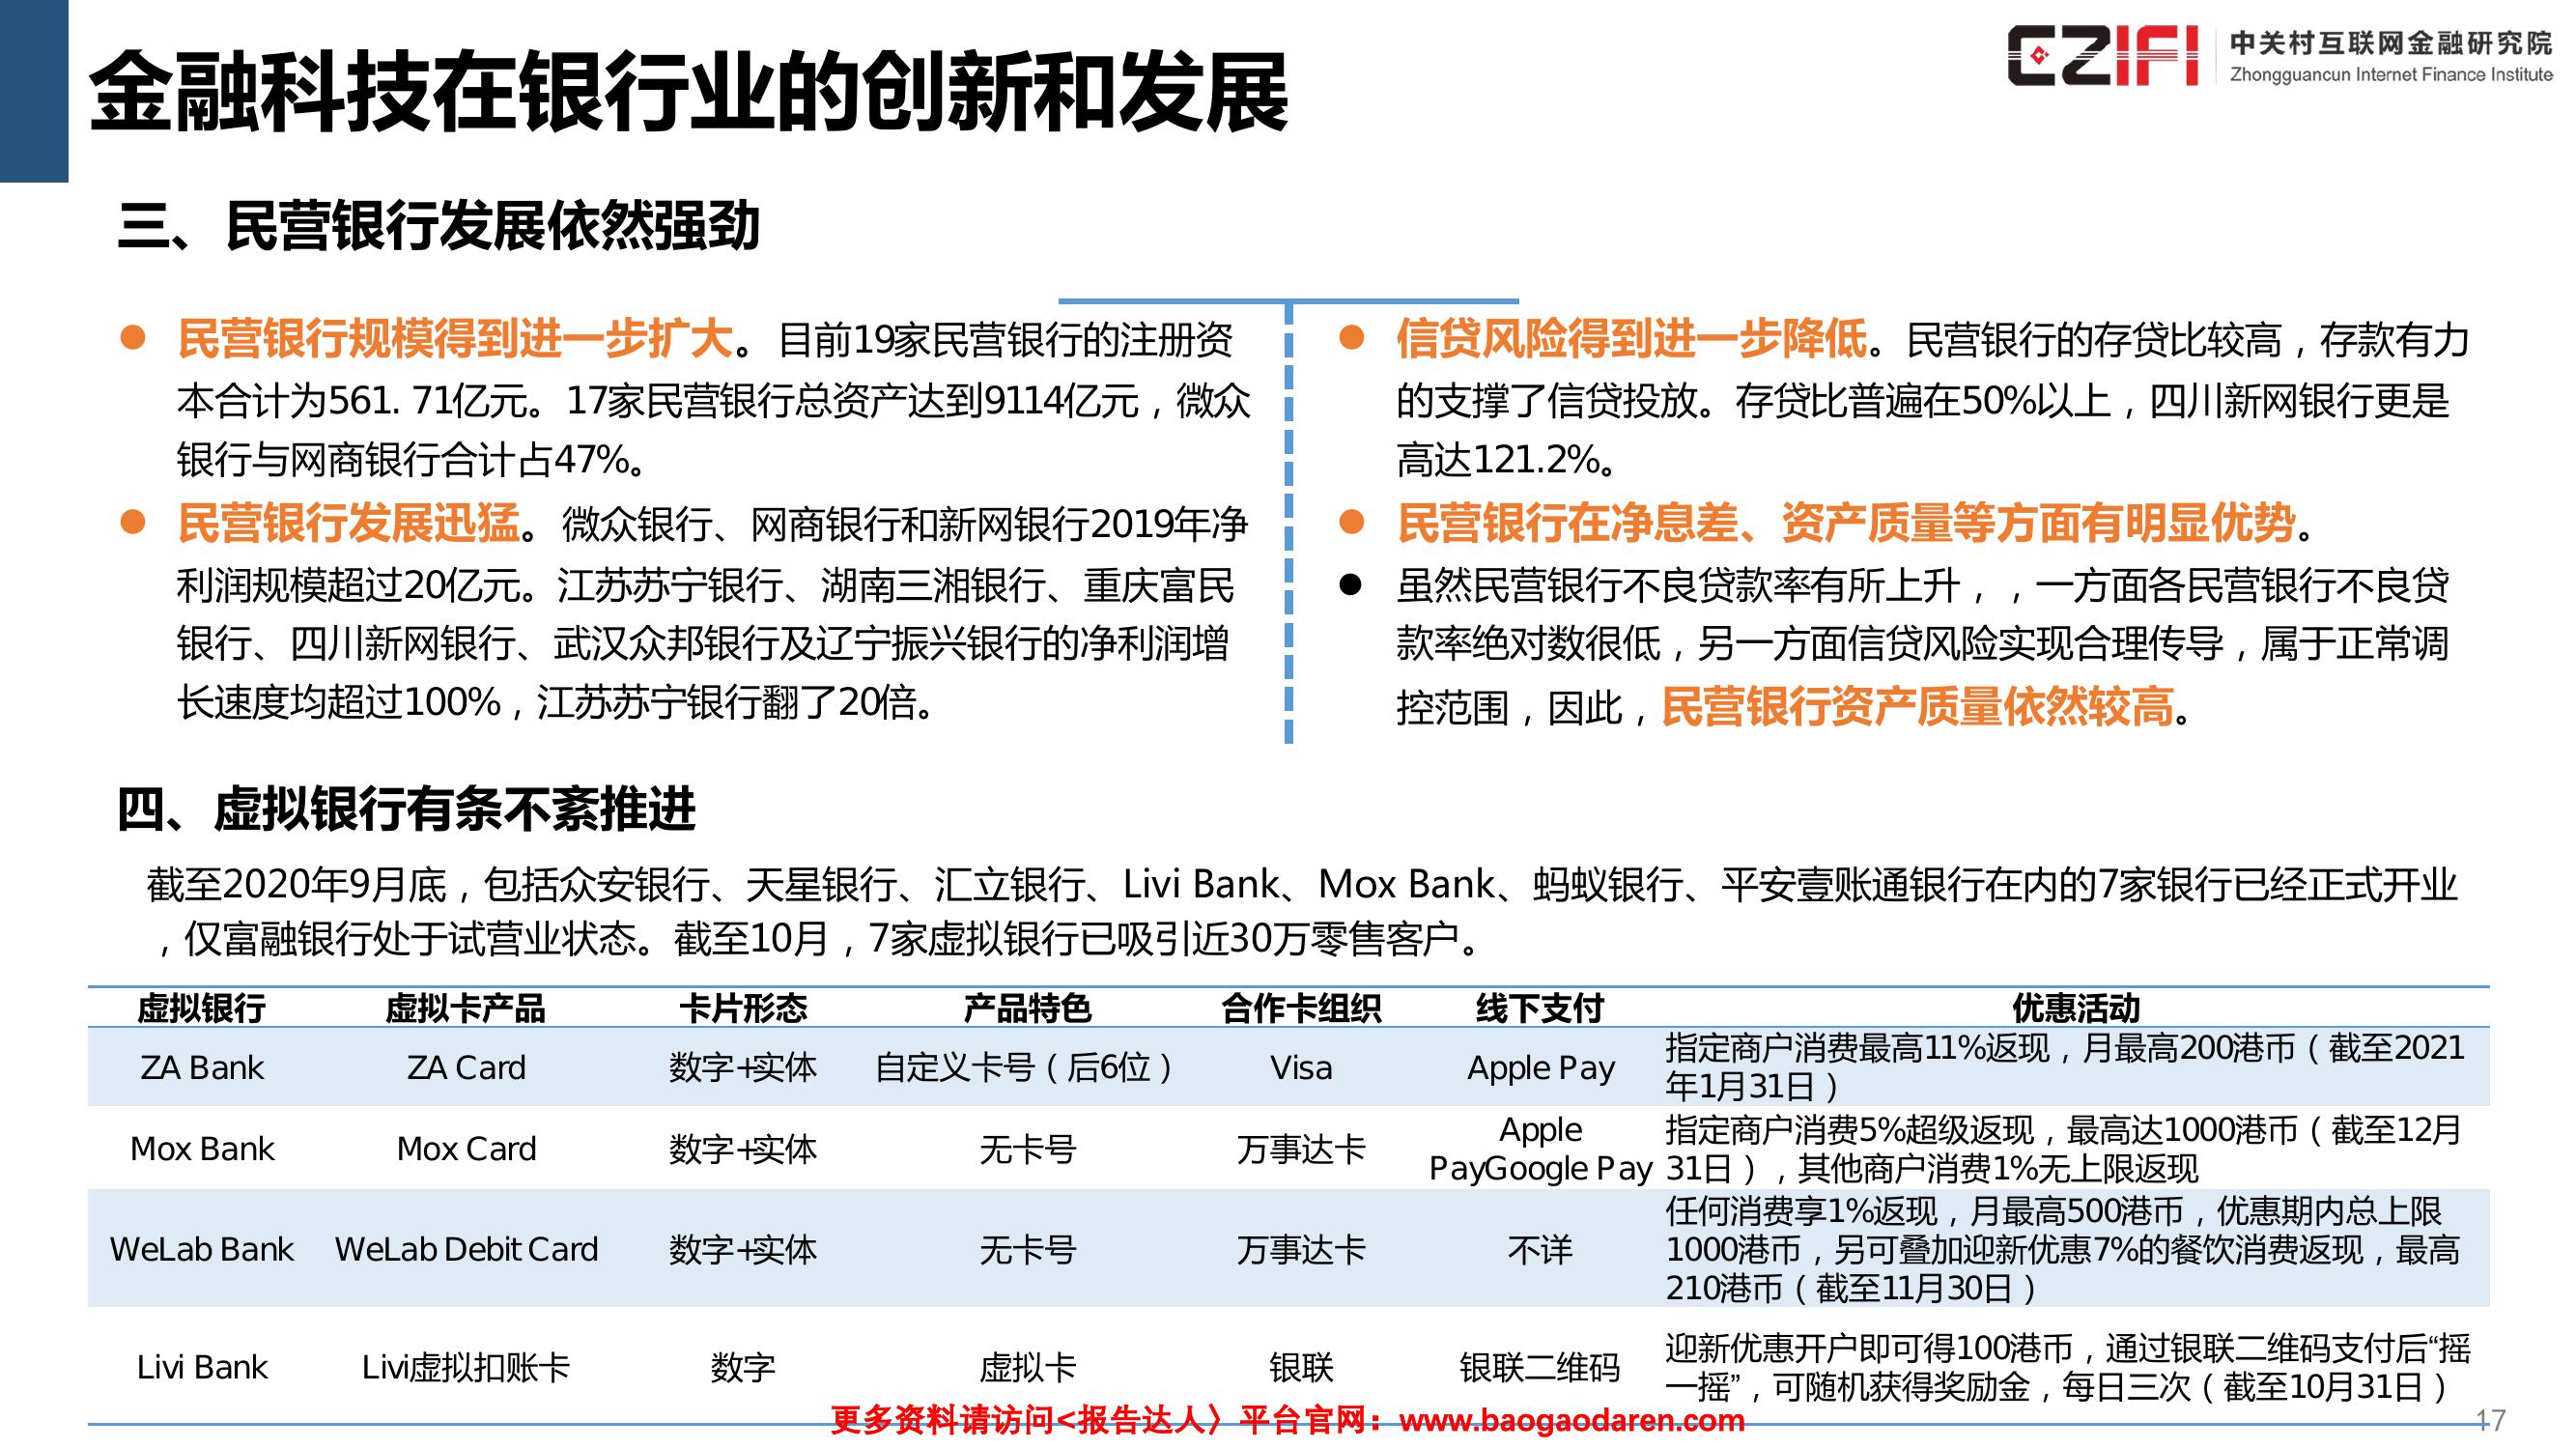 金融科技在银行业的创新和发展
CZIFI
中关村互联网金融研究院
Zhongguancun Internet Finance Institute
三、民营银行发展依然强劲
● 民营银行规模得到进一步扩大。目前19家民营银行的注册资
本合计为561. 71亿元。17家民营银行总资产达到9114亿元，微众
银行与网商银行合计占47%。
● 民营银行发展迅猛。微众银行、网商银行和新网银行2019年净
利润规模超过20亿元。江苏苏宁银行、湖南三湘银行、重庆富民
银行、四川新网银行、武汉众邦银行及辽宁振兴银行的净利润增
长速度均超过100%，江苏苏宁银行翻了20倍。
● 信贷风险得到进一步降低。民营银行的存贷比较高，存款有力
的支撑了信贷投放。存贷比普遍在50%以上，四川新网银行更是
高达121.2%。
● 民营银行在净息差、资产质量等方面有明显优势。
● 虽然民营银行不良贷款率有所上升，，一方面各民营银行不良贷
款率绝对数很低，另一方面信贷风险实现合理传导，属于正常调
控范围，因此，民营银行资产质量依然较高。
四、虚拟银行有条不紊推进
截至2020年9月底，包括众安银行、天星银行、汇立银行、Livi Bank、Mox Bank、蚂蚁银行、平安壹账通银行在内的7家银行已经正式开业
，仅富融银行处于试营业状态。截至10月，7家虚拟银行已吸引近30万零售客户。
虚拟银行 虚拟卡产品 卡片形态 产品特色 合作卡组织 线下支付 优惠活动
ZA Bank ZA Card 数字+实体 自定义卡号（后6位） Visa Apple Pay 指定商户消费最高11%返现，月最高200港币（截至2021
年1月31日）
Mox Bank Mox Card 数字+实体 无卡号 万事达卡 Apple
PayGoogle Pay 指定商户消费5%超级返现，最高达1000港币（截至12月
31日），其他商户消费1%无上限返现
WeLab Bank WeLab Debit Card 数字+实体 无卡号 万事达卡 不详 任何消费享1%返现，月最高500港币，优惠期内总上限
1000港币，另可叠加迎新优惠7%的餐饮消费返现，最高
210港币（截至11月30日）
Livi Bank Livi虚拟扣账卡 数字 虚拟卡 银联 银联二维码 迎新优惠开户即可得100港币，通过银联二维码支付后“摇
一摇”，可随机获得奖励金，每日三次（截至10月31日）
更多资料请访问<报告达人〉平台官网：www.baogaodaren.com
17